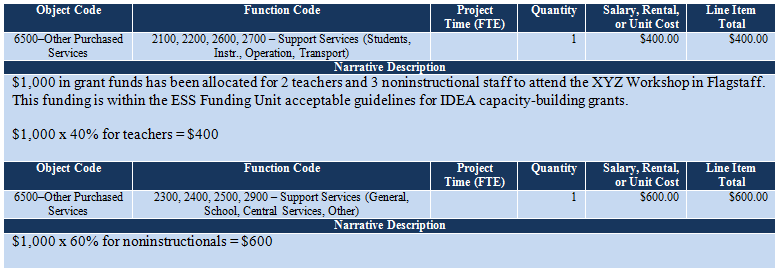 Object Code Function Code Project Time (FTE) Quantity Salary, Rental, or Unit Cost Line Item Total
6500–Other Purchased Services 2100, 2200, 2600, 2700 – Support Services (Students, Instr., Operation, Transport) 1 $400.00 $400.00
Narrative Description
$1,000 in grant funds has been allocated for 2 teachers and 3 noninstructional staff to attend the XYZ Workshop in Flagstaff.
This funding is within the ESS Funding Unit acceptable guidelines for IDEA capacity-building grants.
$1,000 x 40% for teachers = $400
Object Code Function Code Project Time (FTE) Quantity Salary, Rental, or Unit Cost Line Item Total
6500–Other Purchased Services 2300, 2400, 2500, 2900 – Support Services (General, School, Central Services, Other) 1 $600.00 $600.00
Narrative Description
$1,000 x 60% for noninstructionals = $600